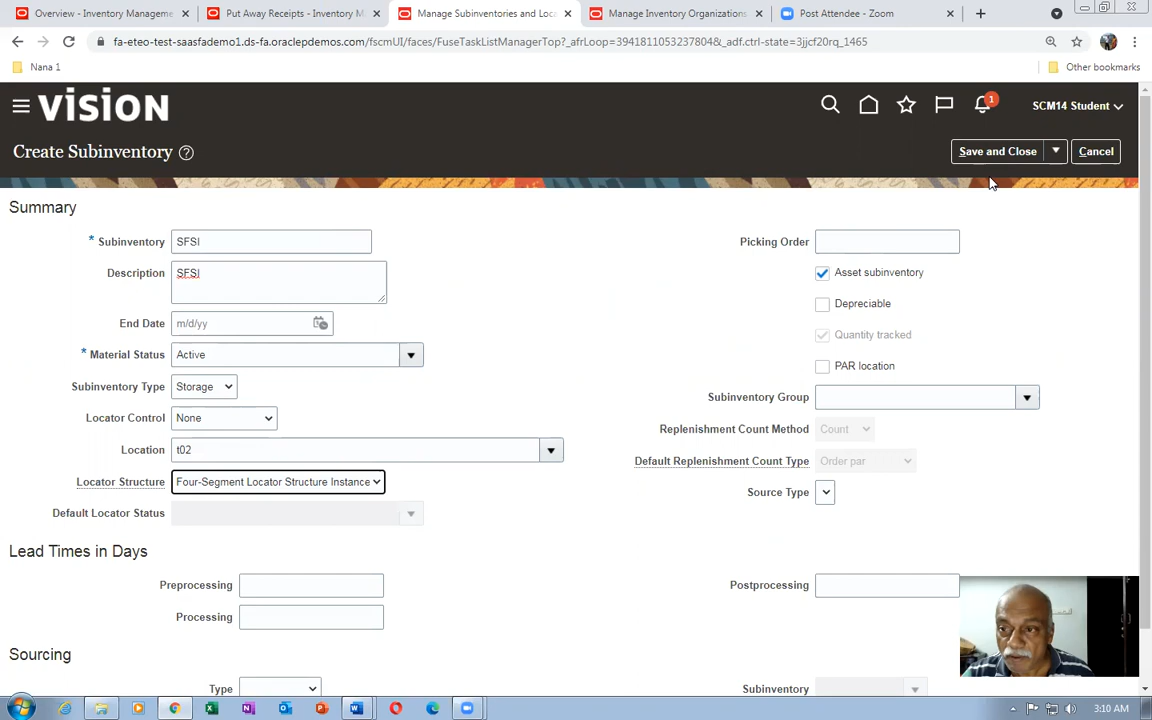 Overview - Inventory Manageme
Put Away Receipts - Inventory M
Manage Subinventories and Loca
Manage Inventory Organizations
Post Attendee - Zoom
fa-eteo-test-saasfademo1.ds-fa.oraclepdemos.com/fscmUI/faces/FuseTaskListManagerTop?_afrLoop=3941811053237804&_adf.ctrl-state=3jjcf20rq_1465
Nana 1
Other bookmarks
VISION
1
SCM14 Student
Create Subinventory ?
Save and Close
Cancel
Summary
* Subinventory SFSI
Description SFSI
End Date m/d/yy
* Material Status Active
Subinventory Type Storage
Locator Control None
Location t02
Locator Structure Four-Segment Locator Structure Instance
Default Locator Status
Picking Order
Asset subinventory
Depreciable
Quantity tracked
PAR location
Subinventory Group
Replenishment Count Method Count
Default Replenishment Count Type Order par
Source Type
Lead Times in Days
Preprocessing
Postprocessing
Processing
Sourcing
Type
Subinventory
3:10 AM